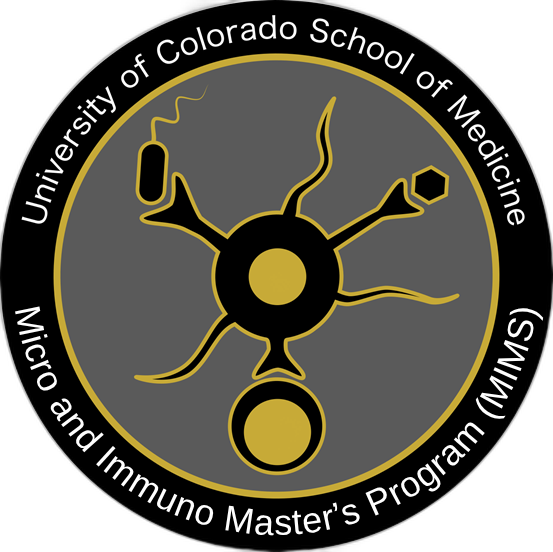 University of Colorado School of Medicine
Micro and Immuno Master's Program (MIMS)